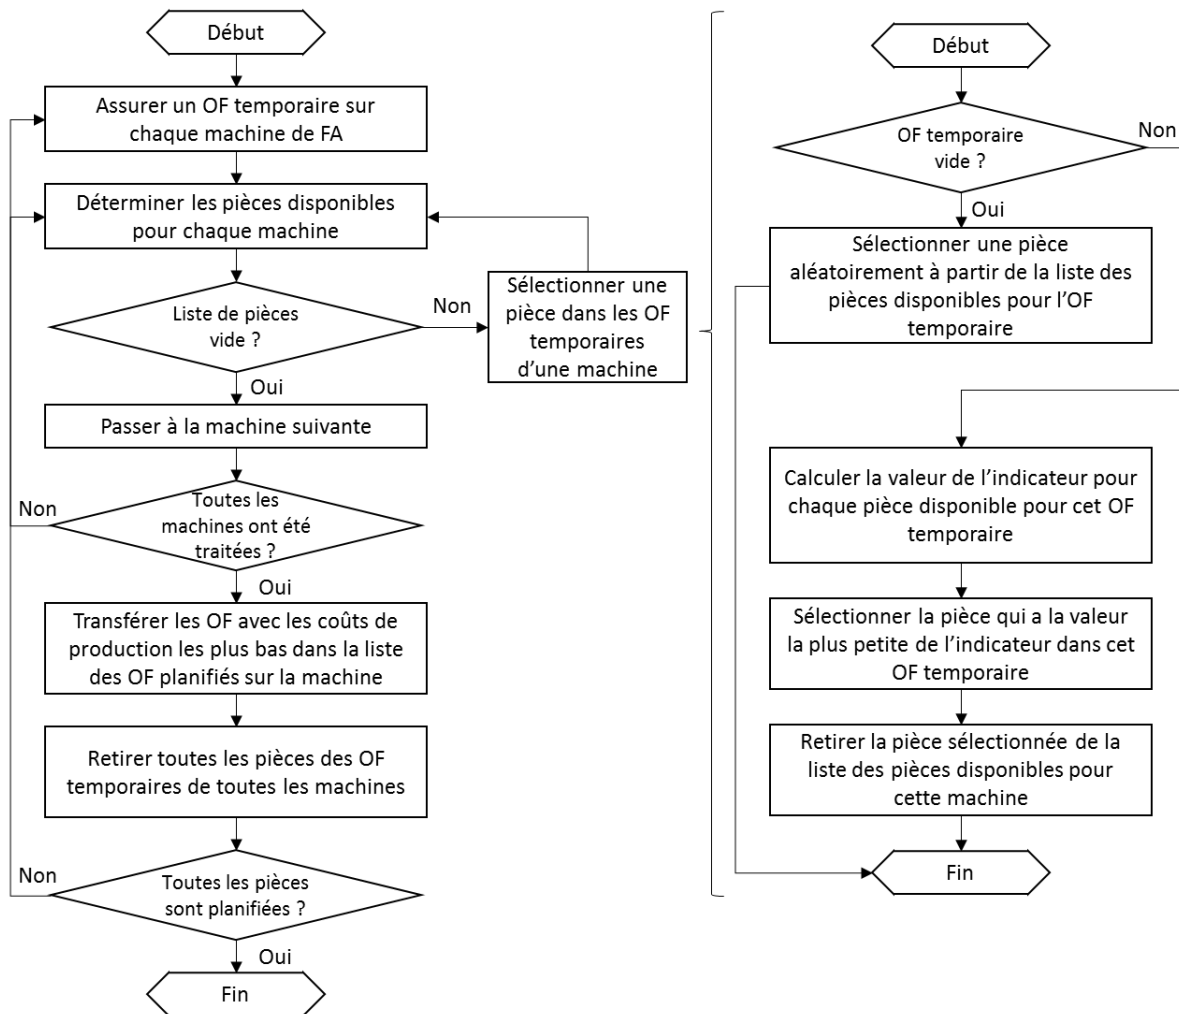 Début
Assurer un OF temporaire sur
chaque machine de FA
Déterminer les pièces disponibles
pour chaque machine
Liste de pièces
vide ?
Non
Sélectionner une
pièce dans les OF
temporaires
d’une machine
Oui
Passer à la machine suivante
Non
Toutes les
machines ont été
traitées ?
Oui
Transférer les OF avec les coûts de
production les plus bas dans la liste
des OF planifiés sur la machine
Retirer toutes les pièces des OF
temporaires de toutes les machines
Non
Toutes les pièces
sont planifiées ?
Oui
Fin
Début
OF temporaire
vide ?
Non
Oui
Sélectionner une pièce
aléatoirement à partir de la liste des
pièces disponibles pour l’OF
temporaire
Calculer la valeur de l’indicateur pour
chaque pièce disponible pour cet OF
temporaire
Sélectionner la pièce qui a la valeur
la plus petite de l’indicateur dans cet
OF temporaire
Retirer la pièce sélectionnée de la
liste des pièces disponibles pour
cette machine
Fin